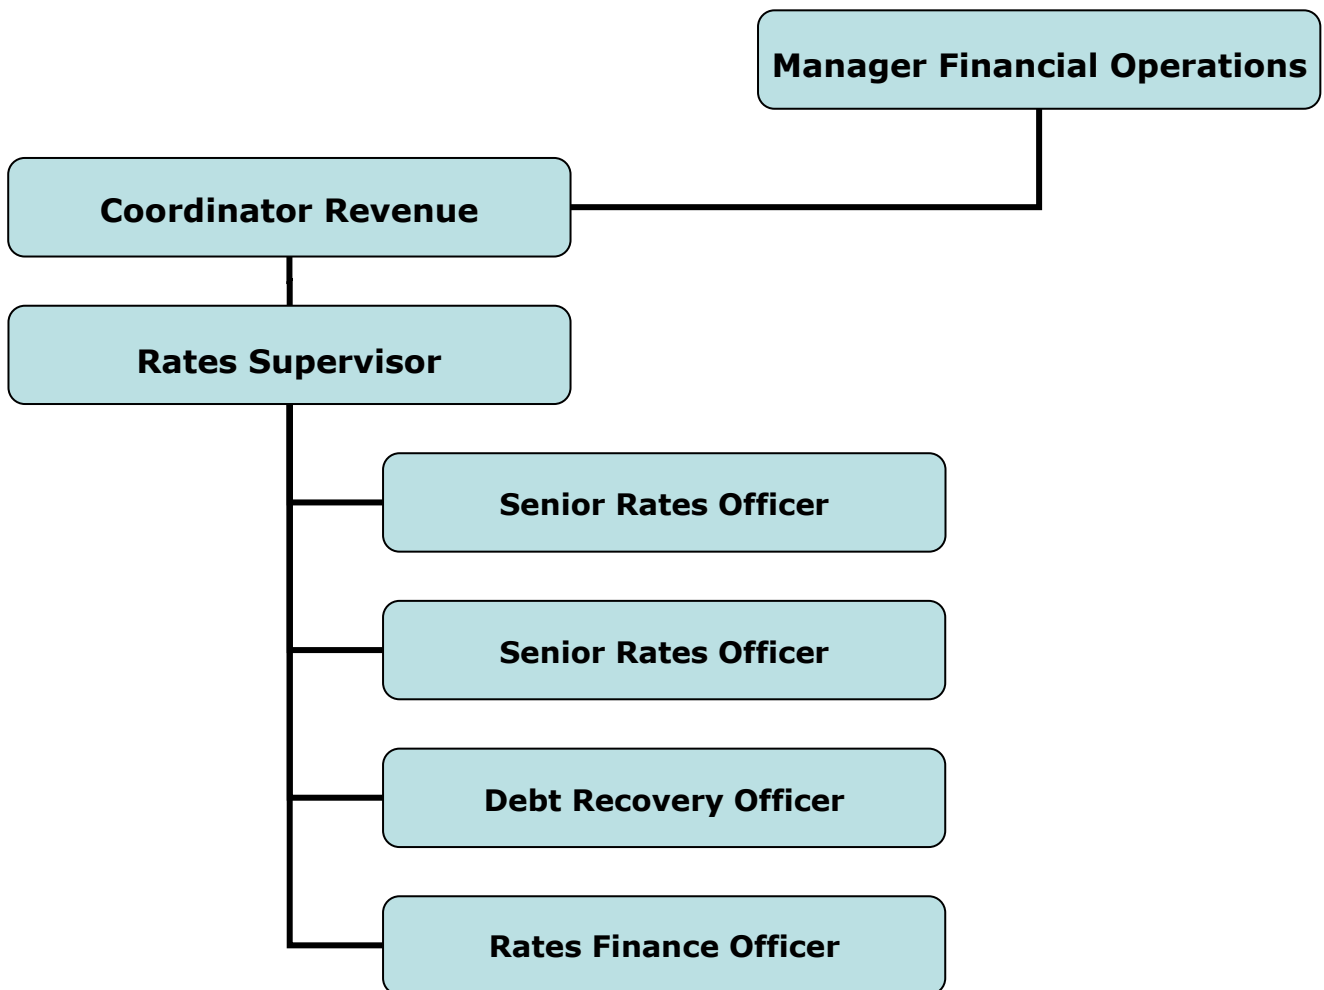 Manager Financial Operations
Coordinator Revenue
Rates Supervisor
Senior Rates Officer
Senior Rates Officer
Debt Recovery Officer
Rates Finance Officer